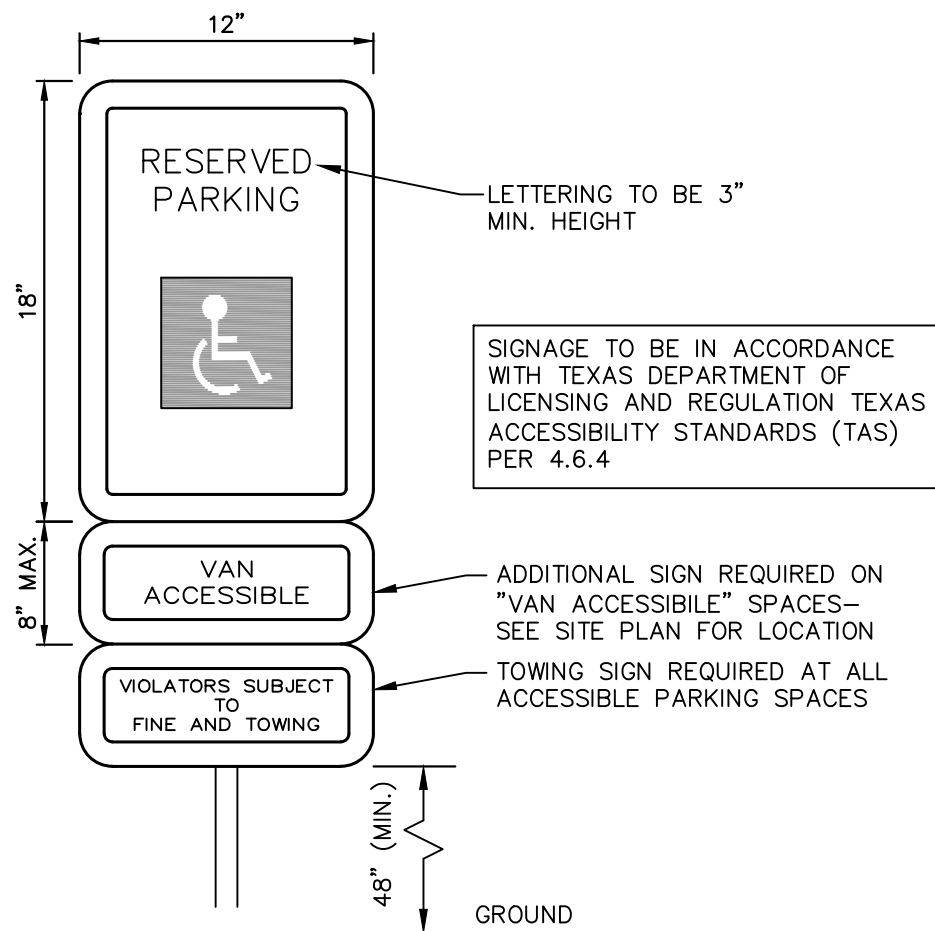 12"
RESERVED
PARKING
LETTERING TO BE 3"
MIN. HEIGHT
18"
SIGNAGE TO BE IN ACCORDANCE
WITH TEXAS DEPARTMENT OF
LICENSING AND REGULATION TEXAS
ACCESSIBILITY STANDARDS (TAS)
PER 4.6.4
8" MAX.
VAN
ACCESSIBLE
ADDITIONAL SIGN REQUIRED ON
"VAN ACCESSIBILE" SPACES–
SEE SITE PLAN FOR LOCATION
VIOLATORS SUBJECT
TO
FINE AND TOWING
TOWING SIGN REQUIRED AT ALL
ACCESSIBLE PARKING SPACES
48" (MIN.)
GROUND